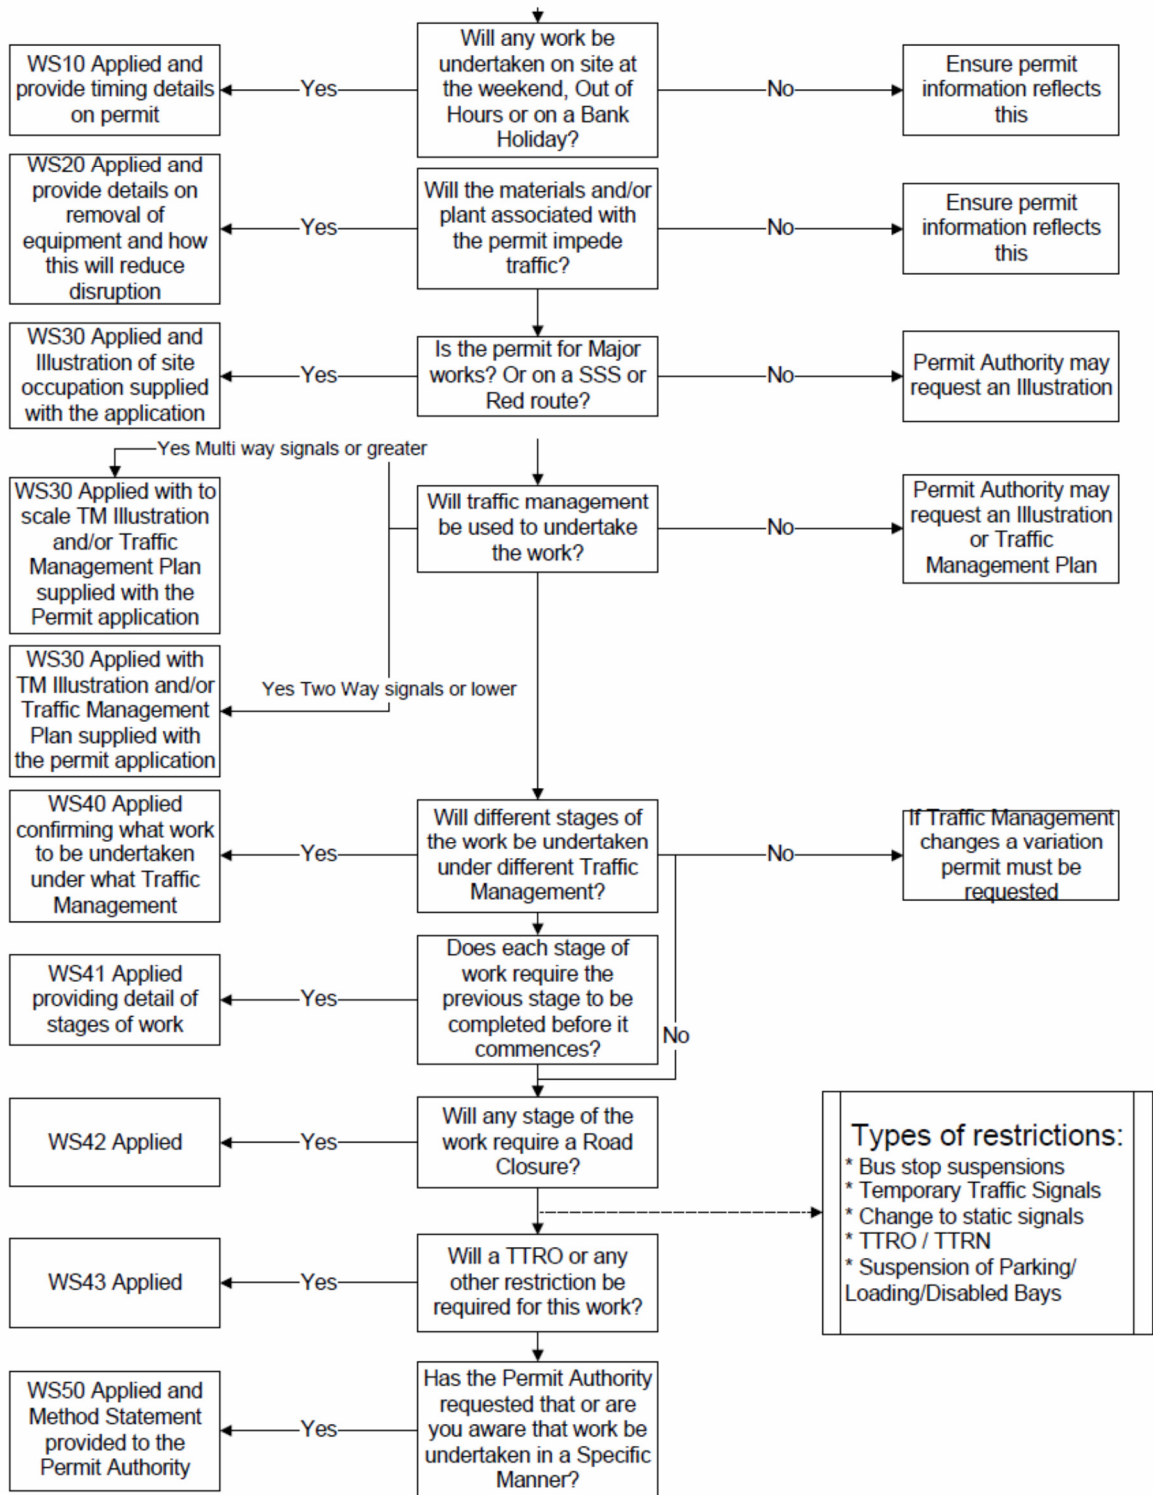 Will any work be
undertaken on site at
the weekend, Out of
Hours or on a Bank
Holiday?
WS10 Applied and
provide timing details
on permit
Yes
No
Ensure permit
information reflects
this
WS20 Applied and
provide details on
removal of
equipment and how
this will reduce
disruption
Yes
Will the materials and/or
plant associated with
the permit impede
traffic?
No
Ensure permit
information reflects
this
WS30 Applied and
Illustration of site
occupation supplied
with the application
Yes
Is the permit for Major
works? Or on a SSS or
Red route?
No
Permit Authority may
request an Illustration
Yes Multi way signals or greater
WS30 Applied with to
scale TM Illustration
and/or Traffic
Management Plan
supplied with the
Permit application
Will traffic management
be used to undertake
the work?
No
Permit Authority may
request an Illustration
or Traffic
Management Plan
WS30 Applied with
TM Illustration and/or
Traffic Management
Plan supplied with
the permit application
Yes Two Way signals or lower
WS40 Applied
confirming what work
to be undertaken
under what Traffic
Management
Yes
Will different stages of
the work be undertaken
under different Traffic
Management?
No
If Traffic Management
changes a variation
permit must be
requested
WS41 Applied
providing detail of
stages of work
Yes
Does each stage of
work require the
previous stage to be
completed before it
commences?
No
WS42 Applied
Yes
Will any stage of the
work require a Road
Closure?
Types of restrictions:
* Bus stop suspensions
* Temporary Traffic Signals
* Change to static signals
* TTRO / TTRN
* Suspension of Parking/
Loading/Disabled Bays
WS43 Applied
Yes
Will a TTRO or any
other restriction be
required for this work?
WS50 Applied and
Method Statement
provided to the
Permit Authority
Yes
Has the Permit Authority
requested that or are
you aware that work be
undertaken in a Specific
Manner?